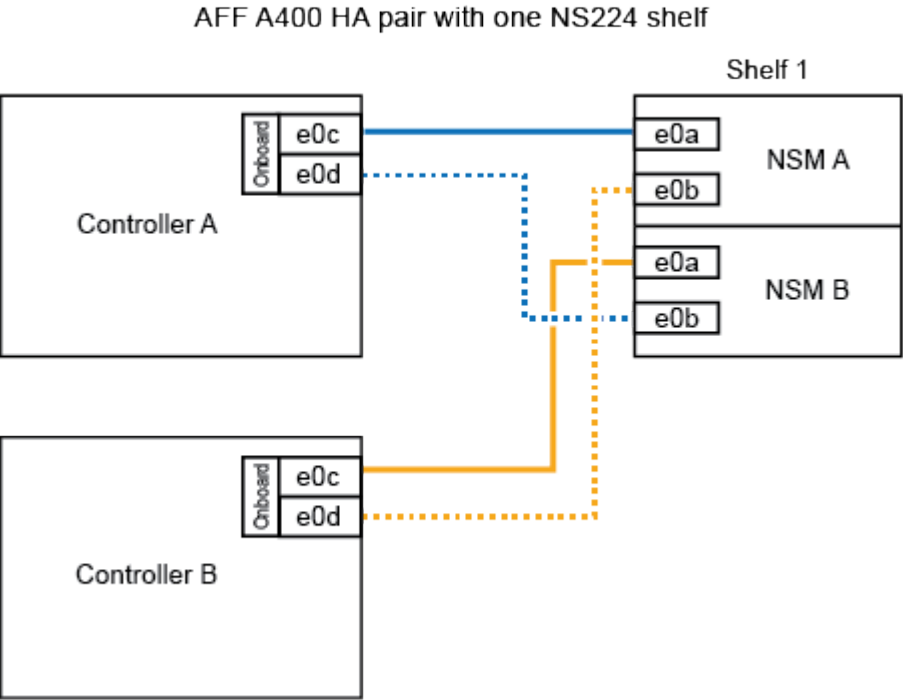 AFF A400 HA pair with one NS224 shelf
Shelf 1
Onboard
e0c
e0d
Controller A
e0a
e0b
NSM A
e0a
e0b
NSM B
Onboard
e0c
e0d
Controller B